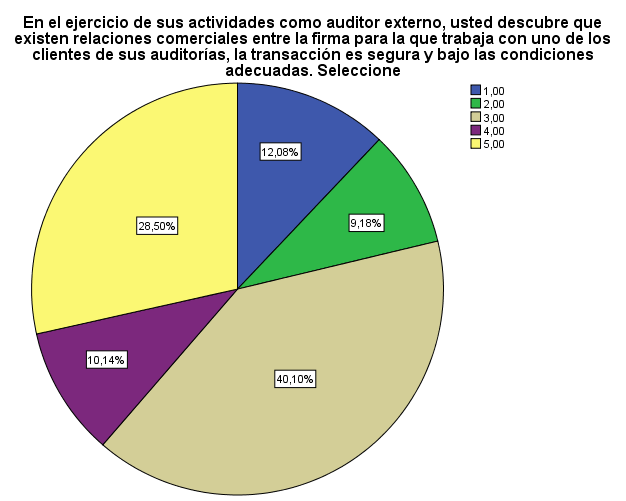 En el ejercicio de sus actividades como auditor externo, usted descubre que
existen relaciones comerciales entre la firma para la que trabaja con uno de los
clientes de sus auditorías, la transacción es segura y bajo las condiciones
adecuadas. Seleccione
1,00
2,00
3,00
4,00
5,00
12,08%
9,18%
28,50%
10,14%
40,10%